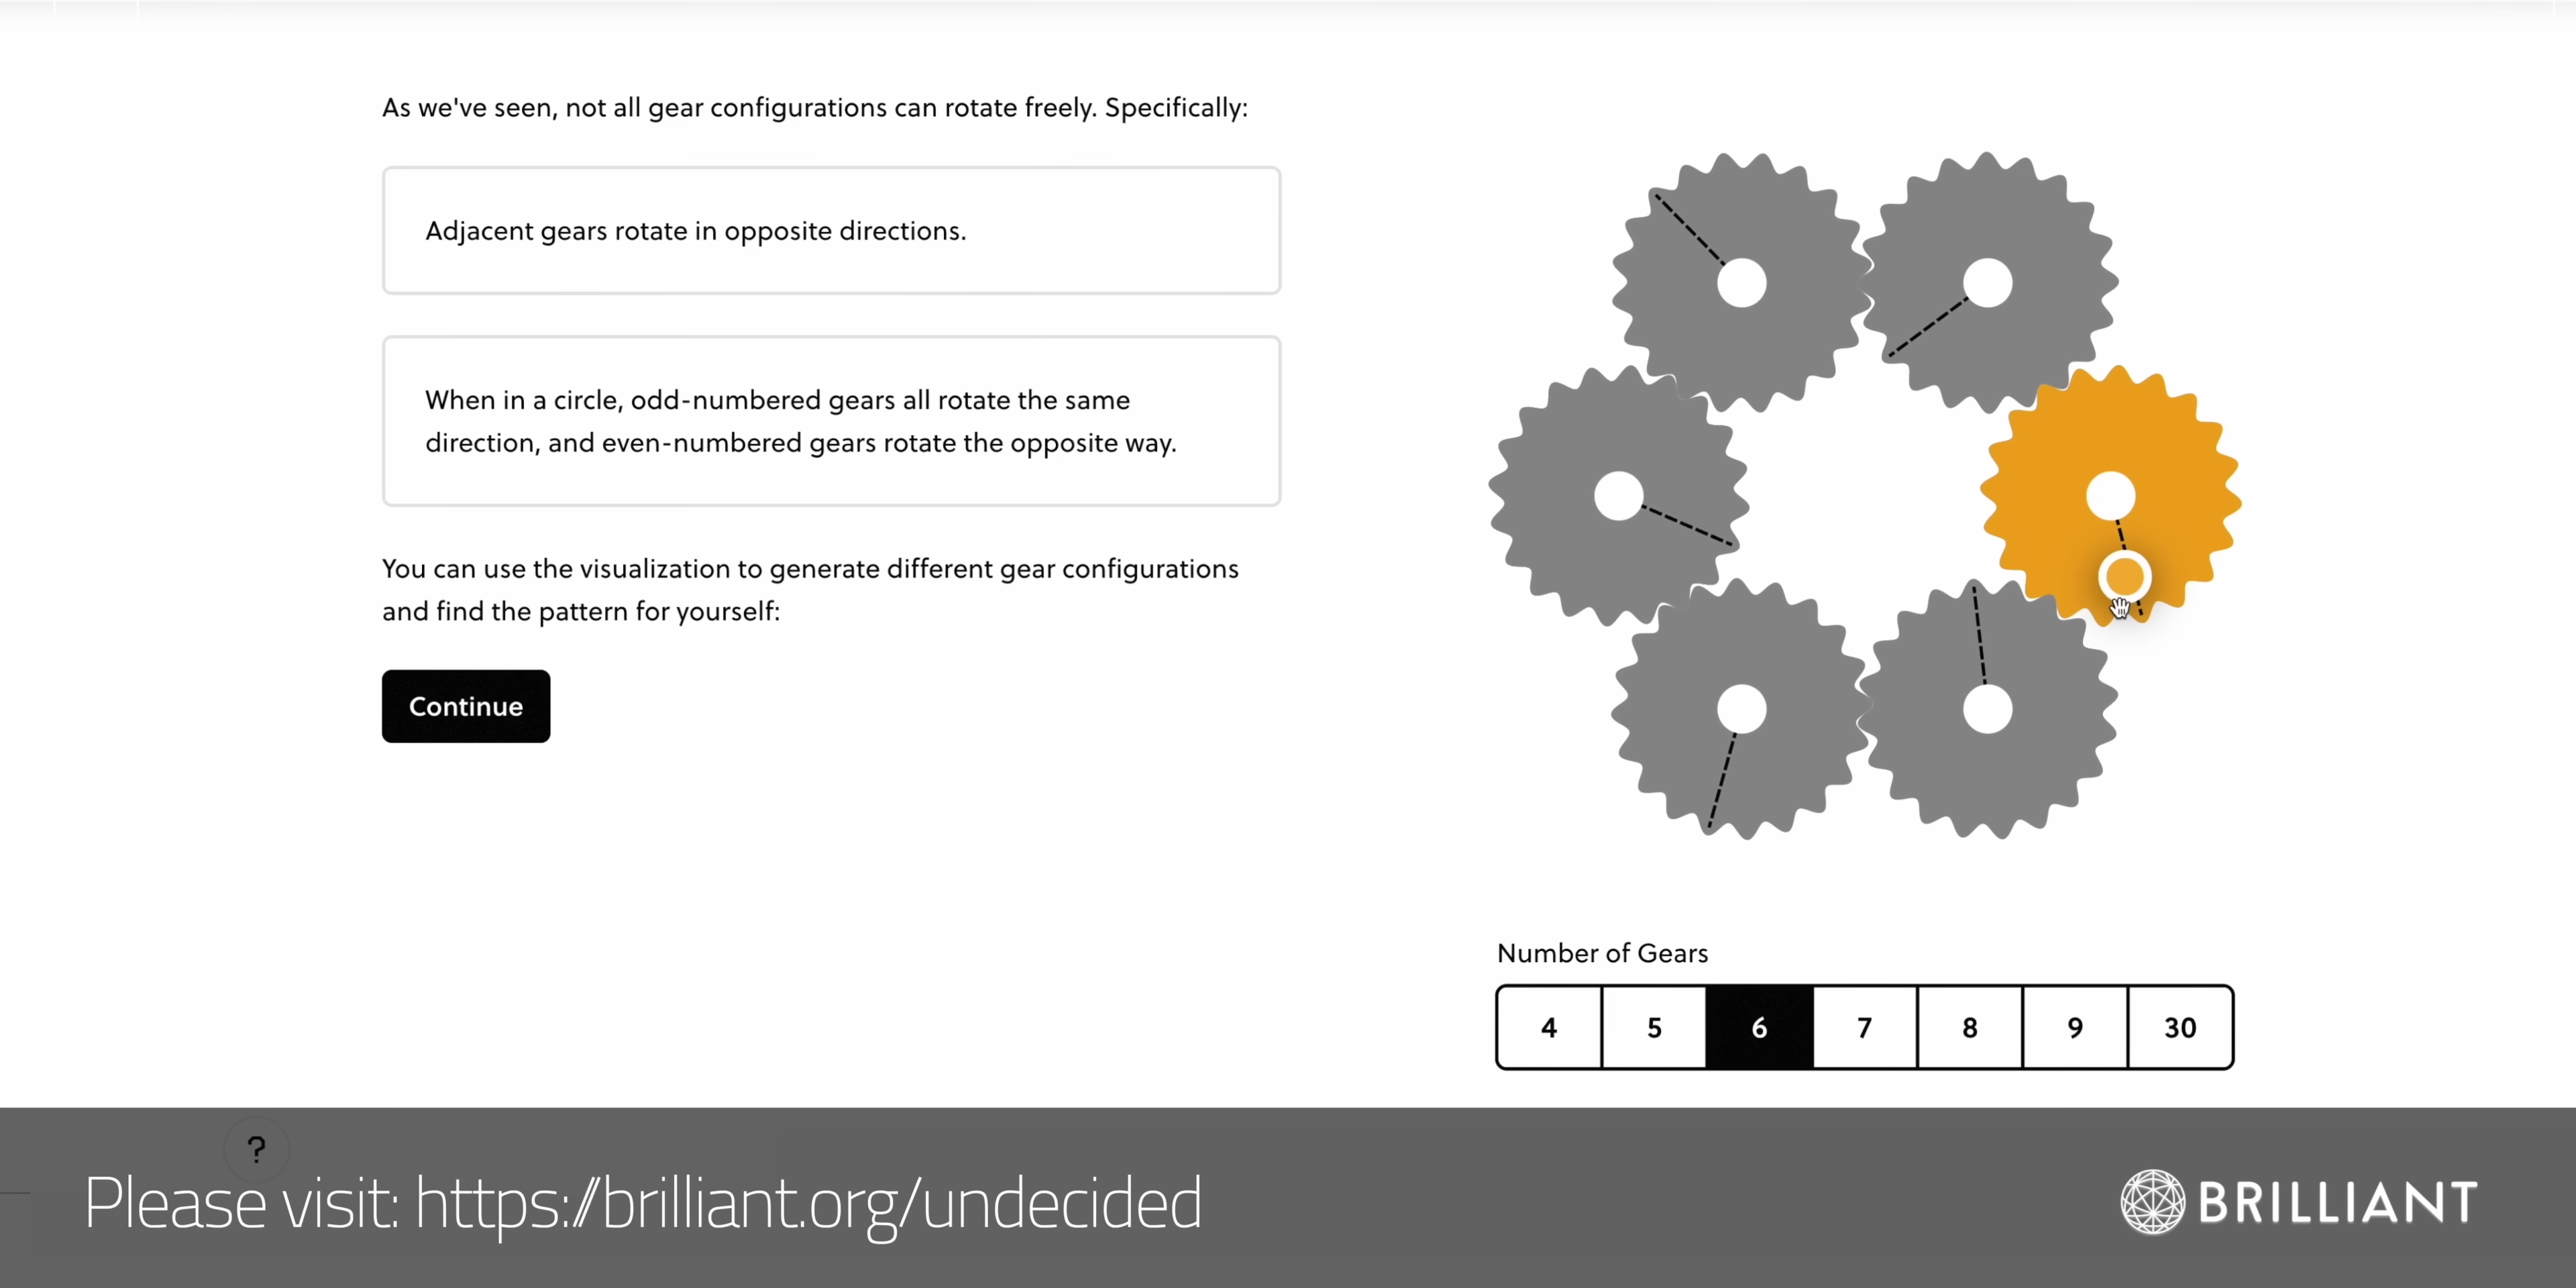 As we've seen, not all gear configurations can rotate freely. Specifically:
Adjacent gears rotate in opposite directions.
When in a circle, odd-numbered gears all rotate the same
direction, and even-numbered gears rotate the opposite way.
You can use the visualization to generate different gear configurations
and find the pattern for yourself:
Continue
Number of Gears
4 5 6 7 8 9 30
?
Please visit: https://brilliant.org/undecided
BRILLIANT